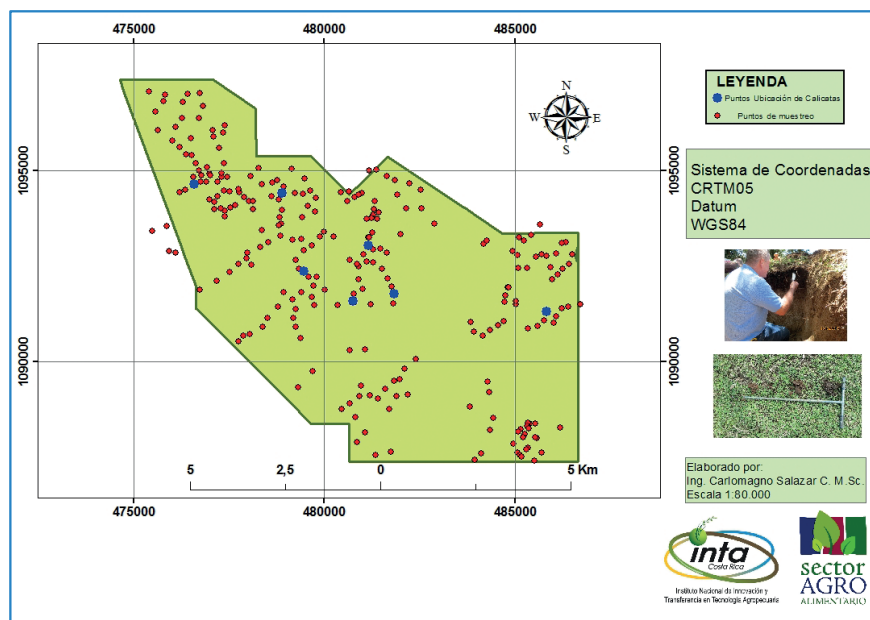 475000 480000 485000
1095000
1090000
1095000
1090000
N
W E
S
5 2,5 0 5 Km
475000 480000 485000
LEYENDA
Puntos Ubicación de Calicatas
Puntos de muestreo
Sistema de Coordenadas
CRTM05
Datum
WGS84
Elaborado por:
Ing. Carlomagno Salazar C. M.Sc.
Escala 1:80.000
inta
Costa Rica
Instituto Nacional de Innovación y
Transferencia en Tecnología Agropecuaria
sector
AGRO
ALIMENTARIO